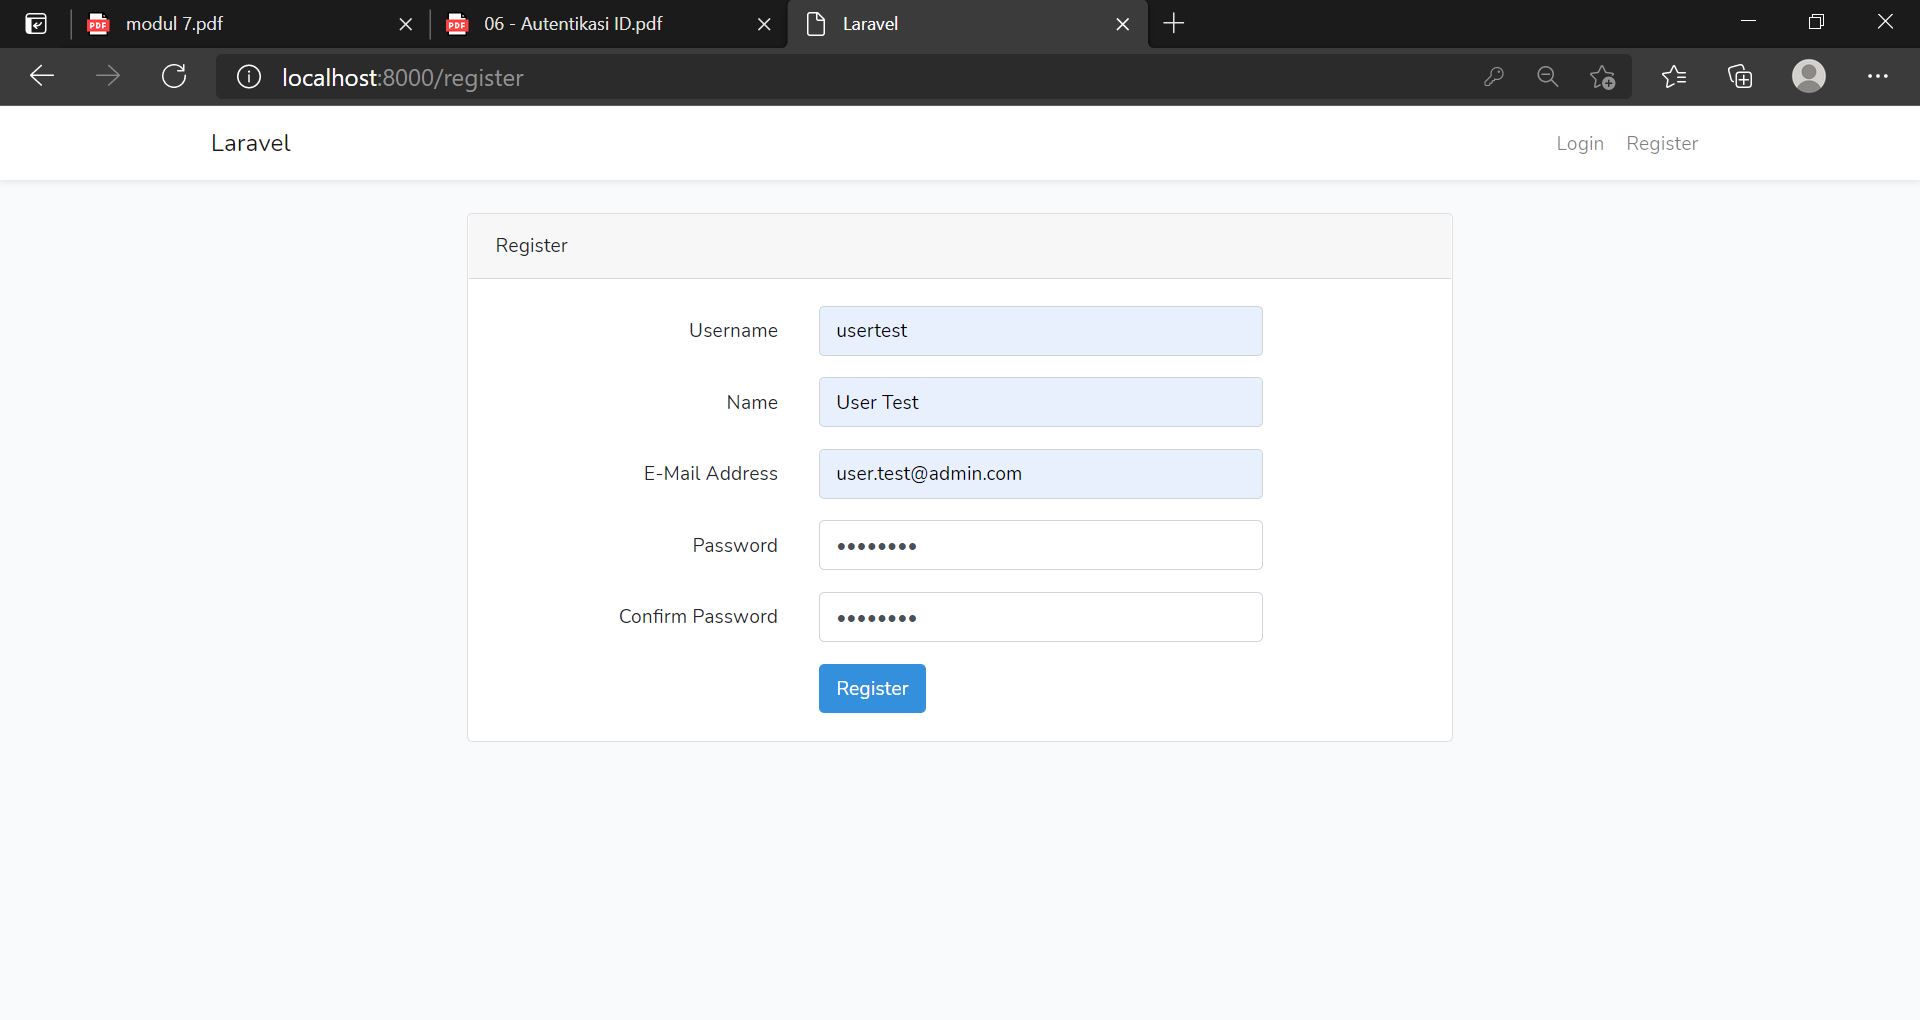 modul 7.pdf
06 - Autentikasi ID.pdf
Laravel
localhost:8000/register
Laravel
Login Register
Register
Username usertest
Name User Test
E-Mail Address user.test@admin.com
Password ••••••••
Confirm Password ••••••••
Register